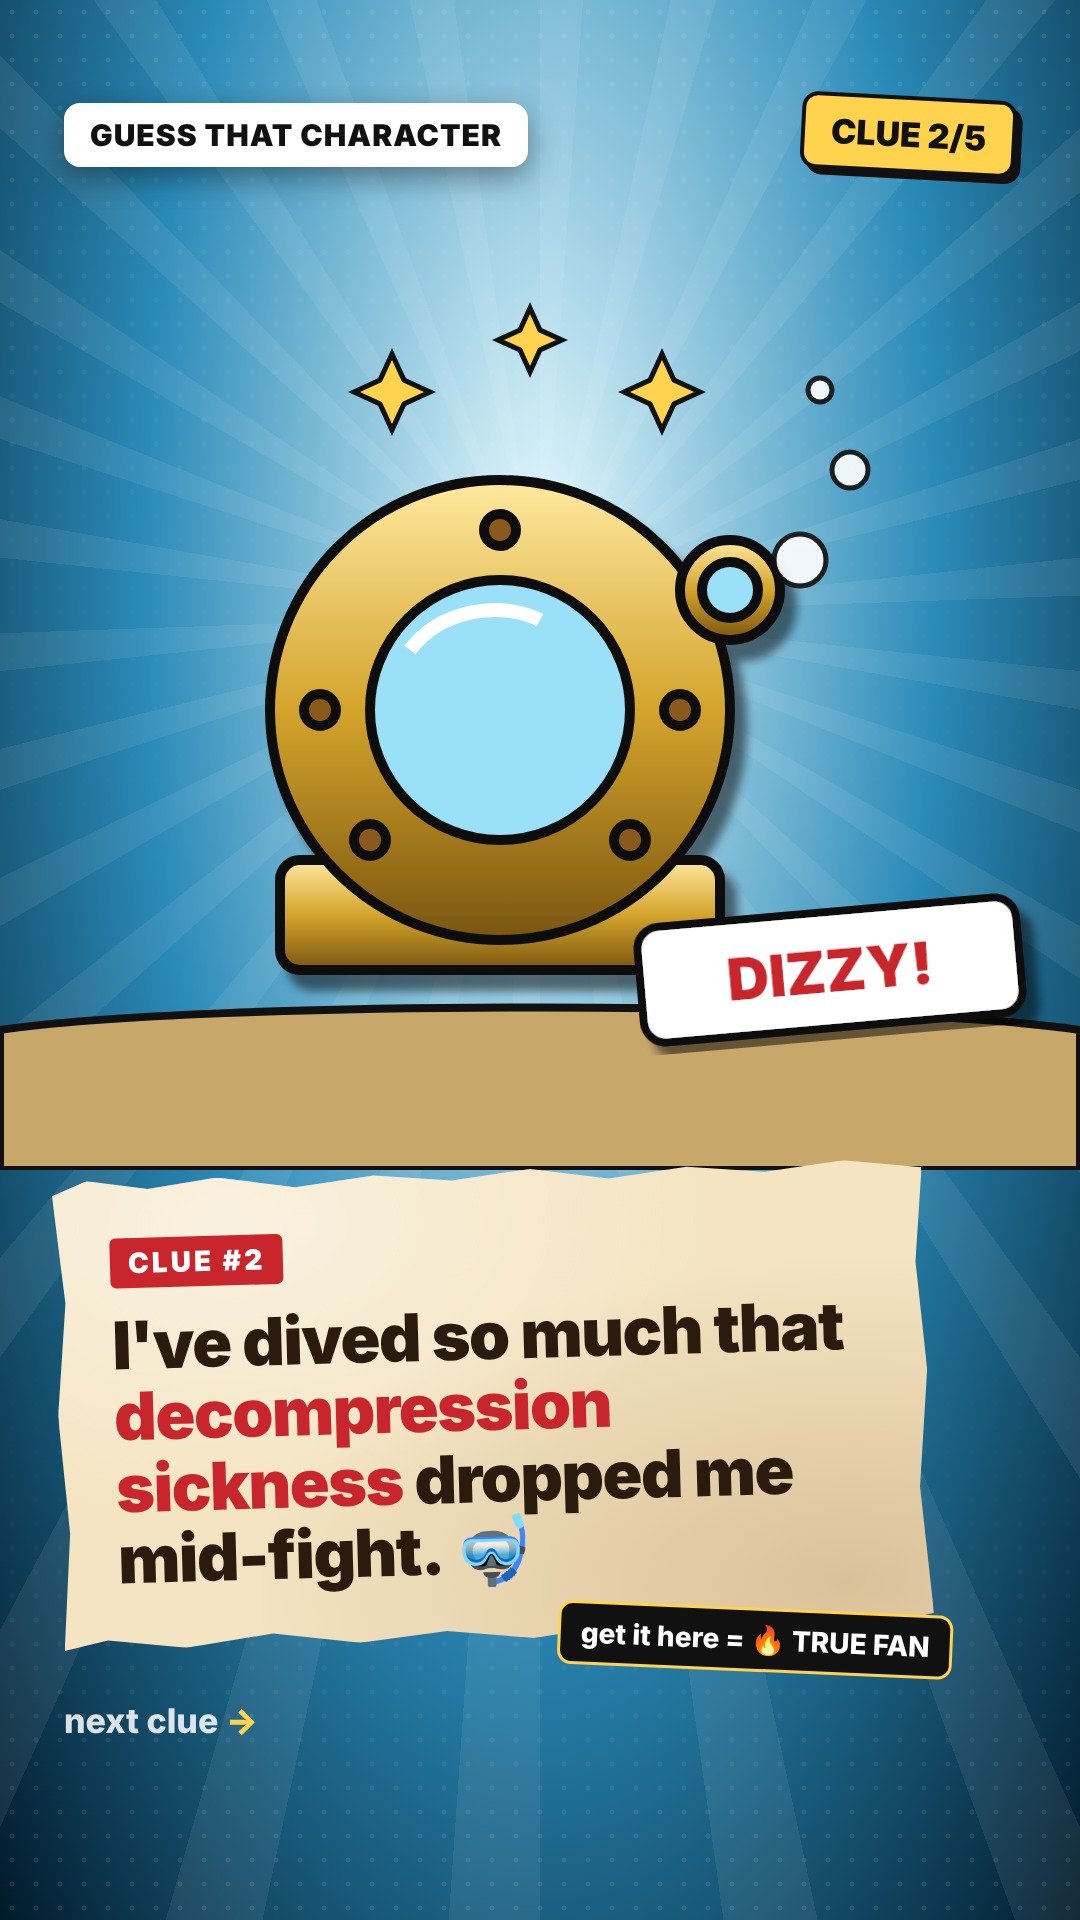 GUESS THAT CHARACTER
CLUE 2/5
DIZZY!
CLUE #2
I've dived so much that
decompression
sickness dropped me
mid-fight. 🤿
get it here = 🔥 TRUE FAN
next clue →